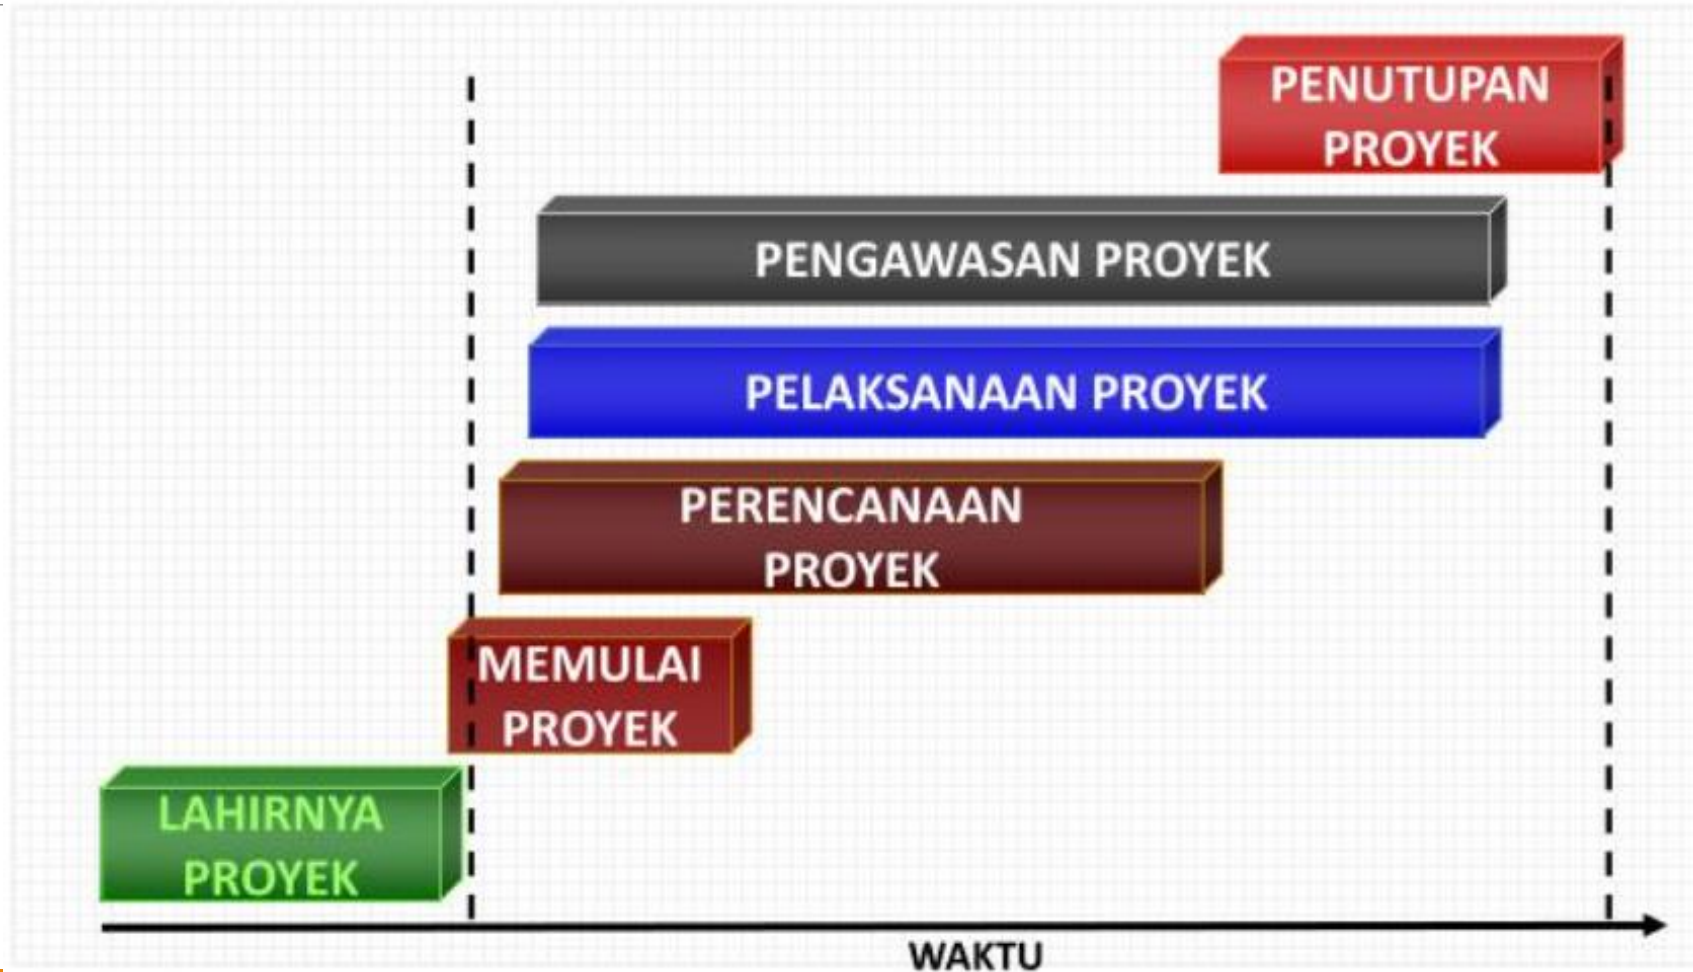 PENUTUPAN
PROYEK
PENGAWASAN PROYEK
PELAKSANAAN PROYEK
PERENCANAAN
PROYEK
MEMULAI
PROYEK
LAHIRNYA
PROYEK
WAKTU